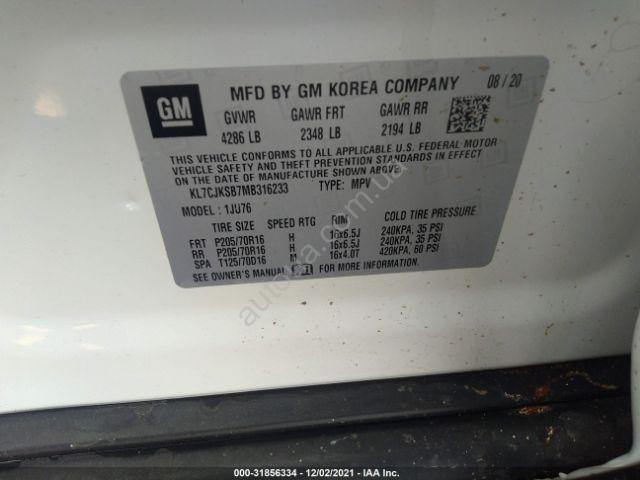 GM
MFD BY GM KOREA COMPANY 08/20
GVWR GAWR FRT GAWR RR
4286 LB 2348 LB 2194 LB
THIS VEHICLE CONFORMS TO ALL APPLICABLE U.S. FEDERAL MOTOR
VEHICLE SAFETY AND THEFT PREVENTION STANDARDS IN EFFECT
ON THE DATE OF MANUFACTURE SHOWN ABOVE.
KL7CJKSB7MB316233 TYPE: MPV
MODEL: 1JU76
TIRE SIZE SPEED RTG RIM COLD TIRE PRESSURE
FRT P205/70R16 H 16x6.5J 240KPA, 35 PSI
RR P205/70R16 H 16x6.5J 240KPA, 35 PSI
SPA T125/70D16 M 16x4.0T 420KPA, 60 PSI
SEE OWNER'S MANUAL FOR MORE INFORMATION.
000-31856334 - 12/02/2021 - IAA Inc.